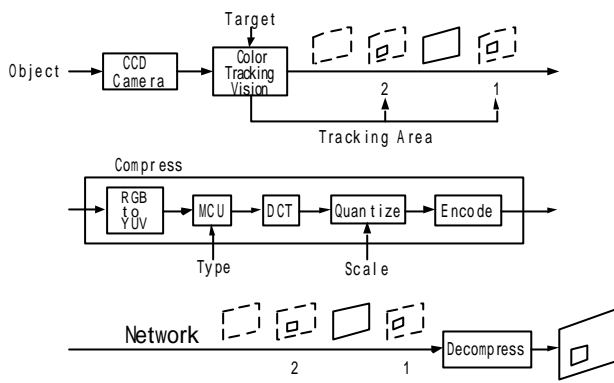 Target
Object
CCD
Camera
Color
Tracking
Vision
2
1
Tracking Area
Compress
RGB
to
YUV
MCU
DCT
Quantize
Encode
Type
Scale
Network
2
1
Decompress